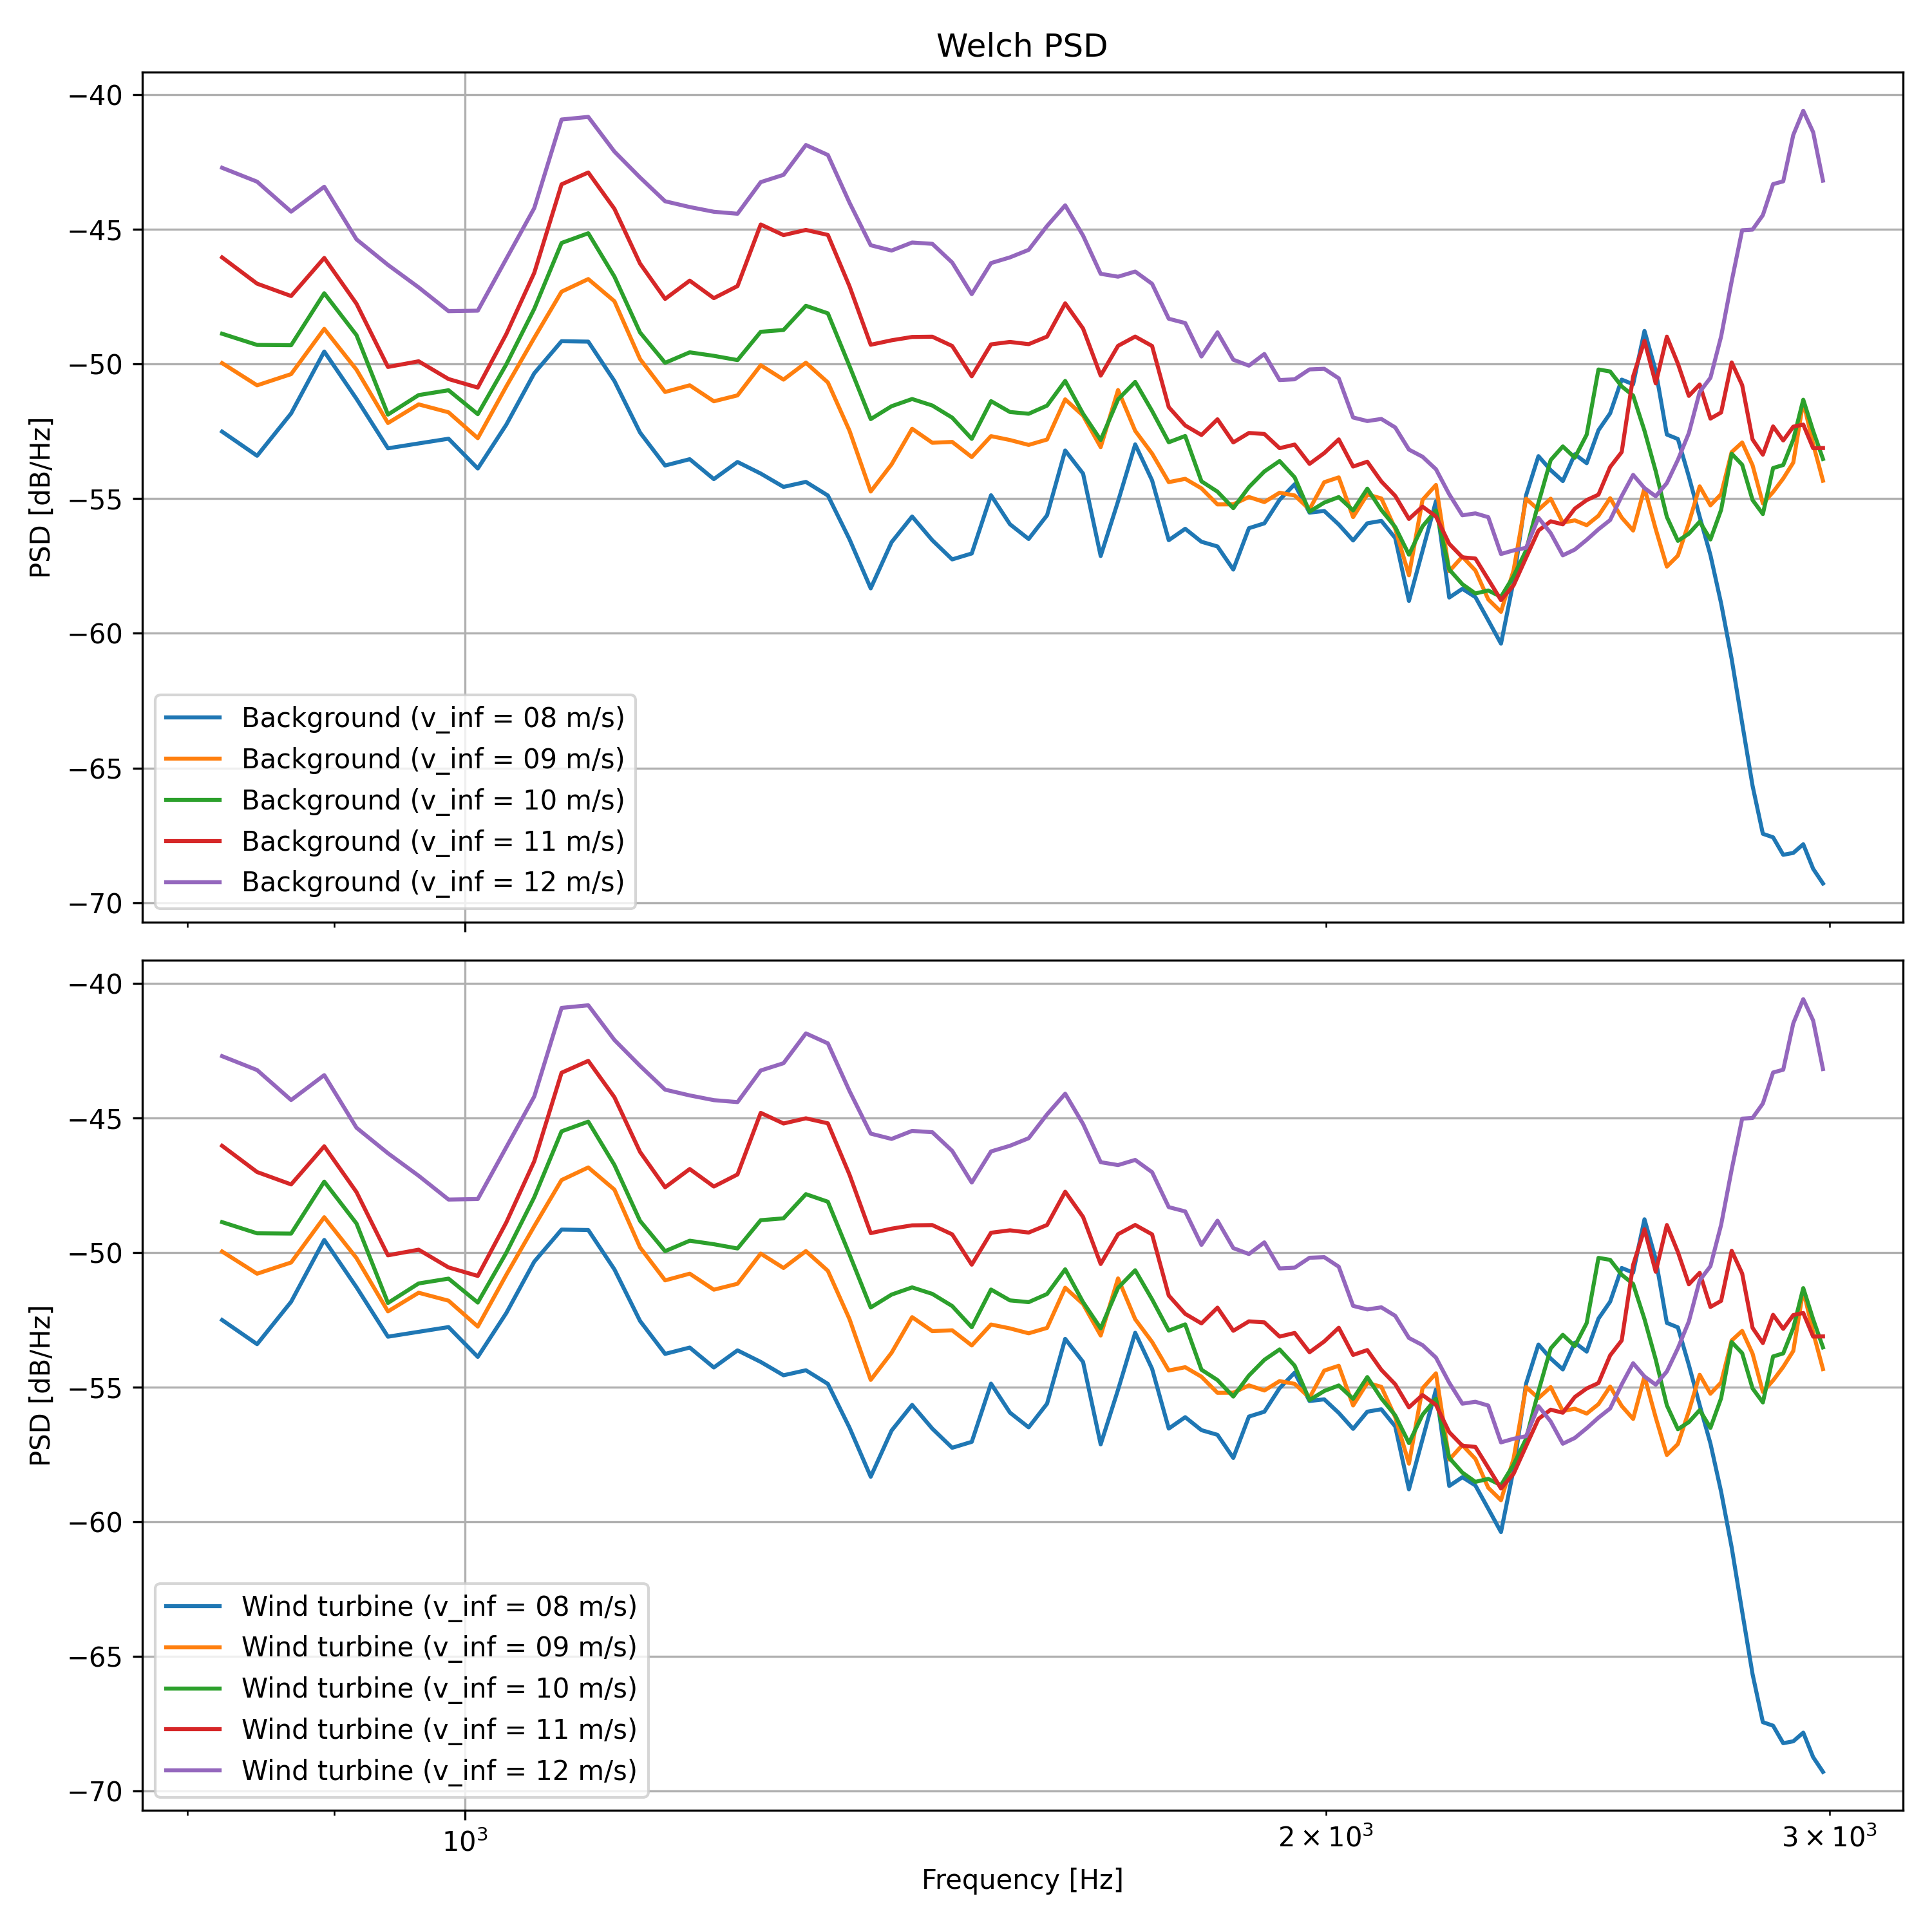 Welch PSD
−40
−45
−50
−55
−60
−65
−70
PSD [dB/Hz]
Background (v_inf = 08 m/s)
Background (v_inf = 09 m/s)
Background (v_inf = 10 m/s)
Background (v_inf = 11 m/s)
Background (v_inf = 12 m/s)
−40
−45
−50
−55
−60
−65
−70
PSD [dB/Hz]
Wind turbine (v_inf = 08 m/s)
Wind turbine (v_inf = 09 m/s)
Wind turbine (v_inf = 10 m/s)
Wind turbine (v_inf = 11 m/s)
Wind turbine (v_inf = 12 m/s)
10³ 2 × 10³ 3 × 10³
Frequency [Hz]